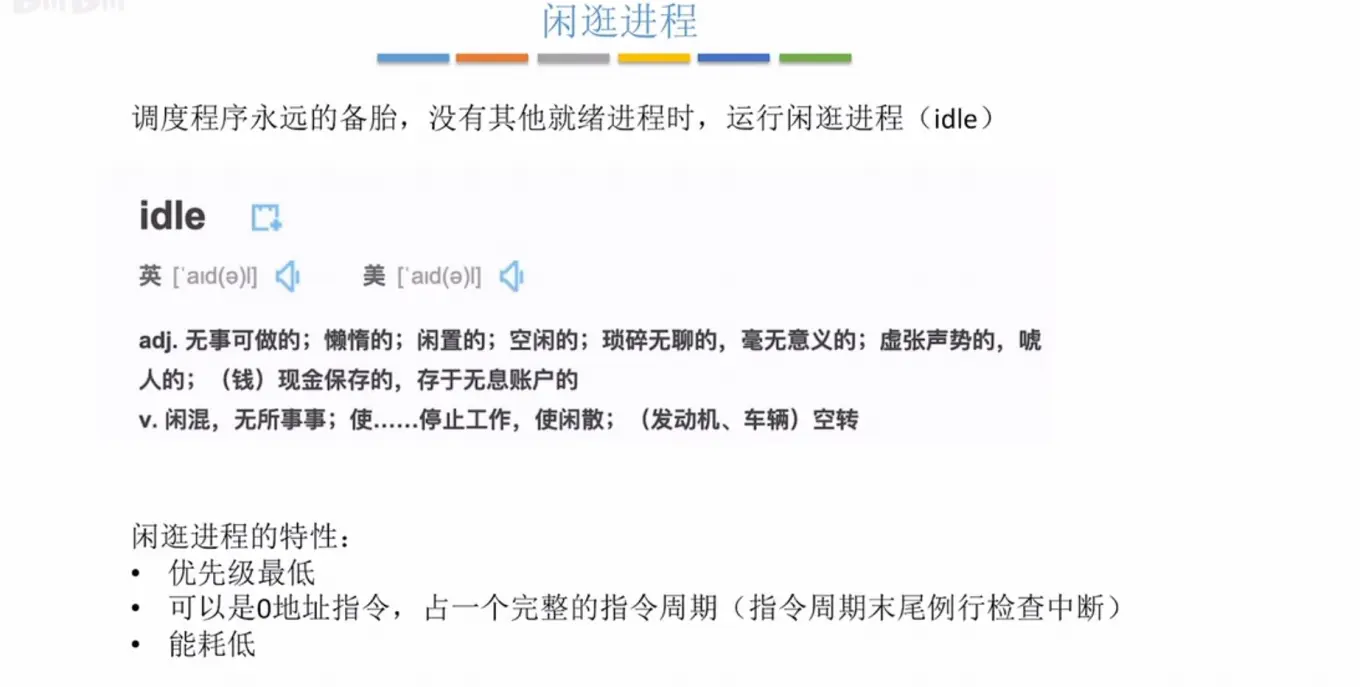 闲逛进程
调度程序永远的备胎，没有其他就绪进程时，运行闲逛进程（idle）
idle
英 [ˈaɪd(ə)l] 美 [ˈaɪd(ə)l]
adj. 无事可做的；懒惰的；闲置的；空闲的；琐碎无聊的，毫无意义的；虚张声势的，唬
人的；（钱）现金保存的，存于无息账户的
v. 闲混，无所事事；使……停止工作，使闲散；（发动机、车辆）空转
闲逛进程的特性：
• 优先级最低
• 可以是0地址指令，占一个完整的指令周期（指令周期末尾例行检查中断）
• 能耗低